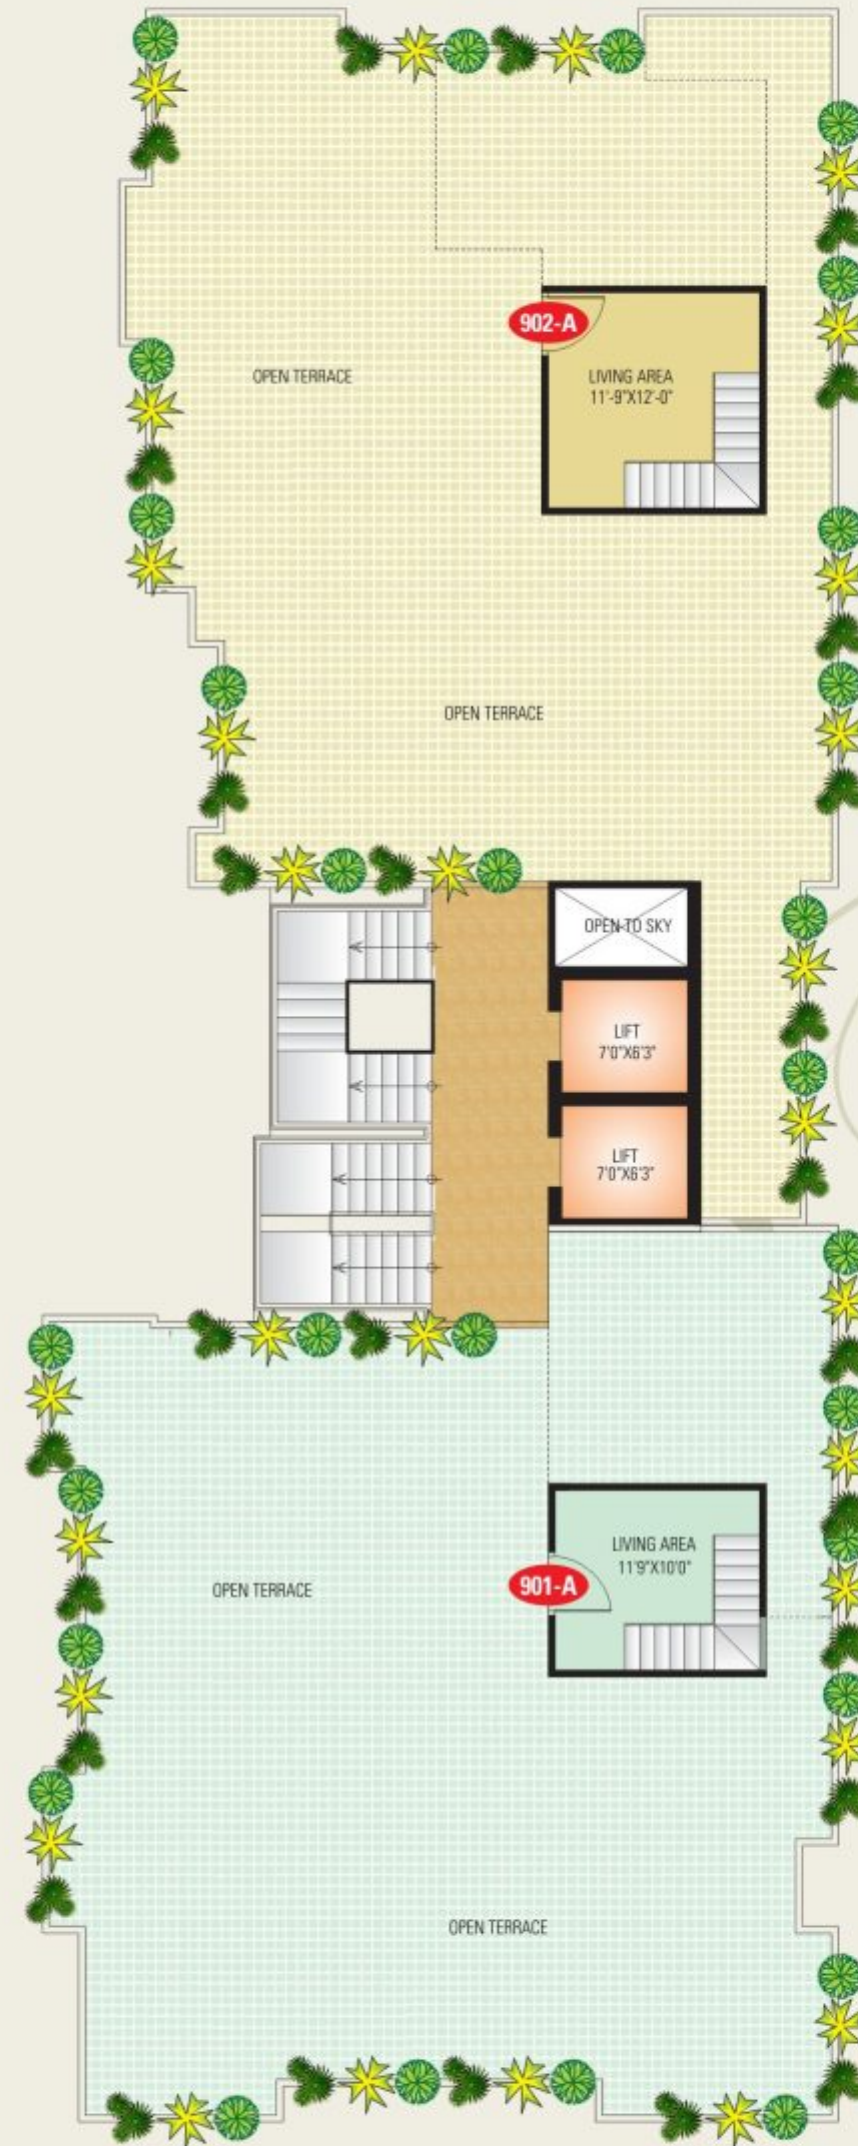 902-A
OPEN TERRACE
LIVING AREA
11'-9"X12'-0"
OPEN TERRACE
OPEN TO SKY
LIFT
7'0"X6'3"
LIFT
7'0"X6'3"
LIVING AREA
11'9"X10'0"
901-A
OPEN TERRACE
OPEN TERRACE